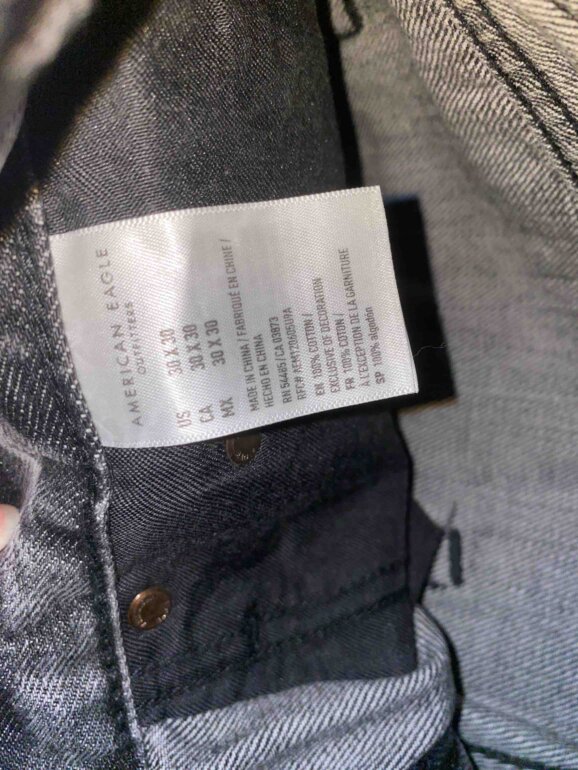 AMERICAN EAGLE
OUTFITTERS
US 30 X 30
CA 30 X 30
MX 30 X 30
MADE IN CHINA / FABRIQUÉ EN CHINE /
HECHO EN CHINA
RN 54485/CA 03873
RFC# AEM1206085U9A
EN 100% COTTON /
EXCLUSIVE OF DECORATION
FR 100% COTON /
À L'EXCEPTION DE LA GARNITURE
SP 100% algodón